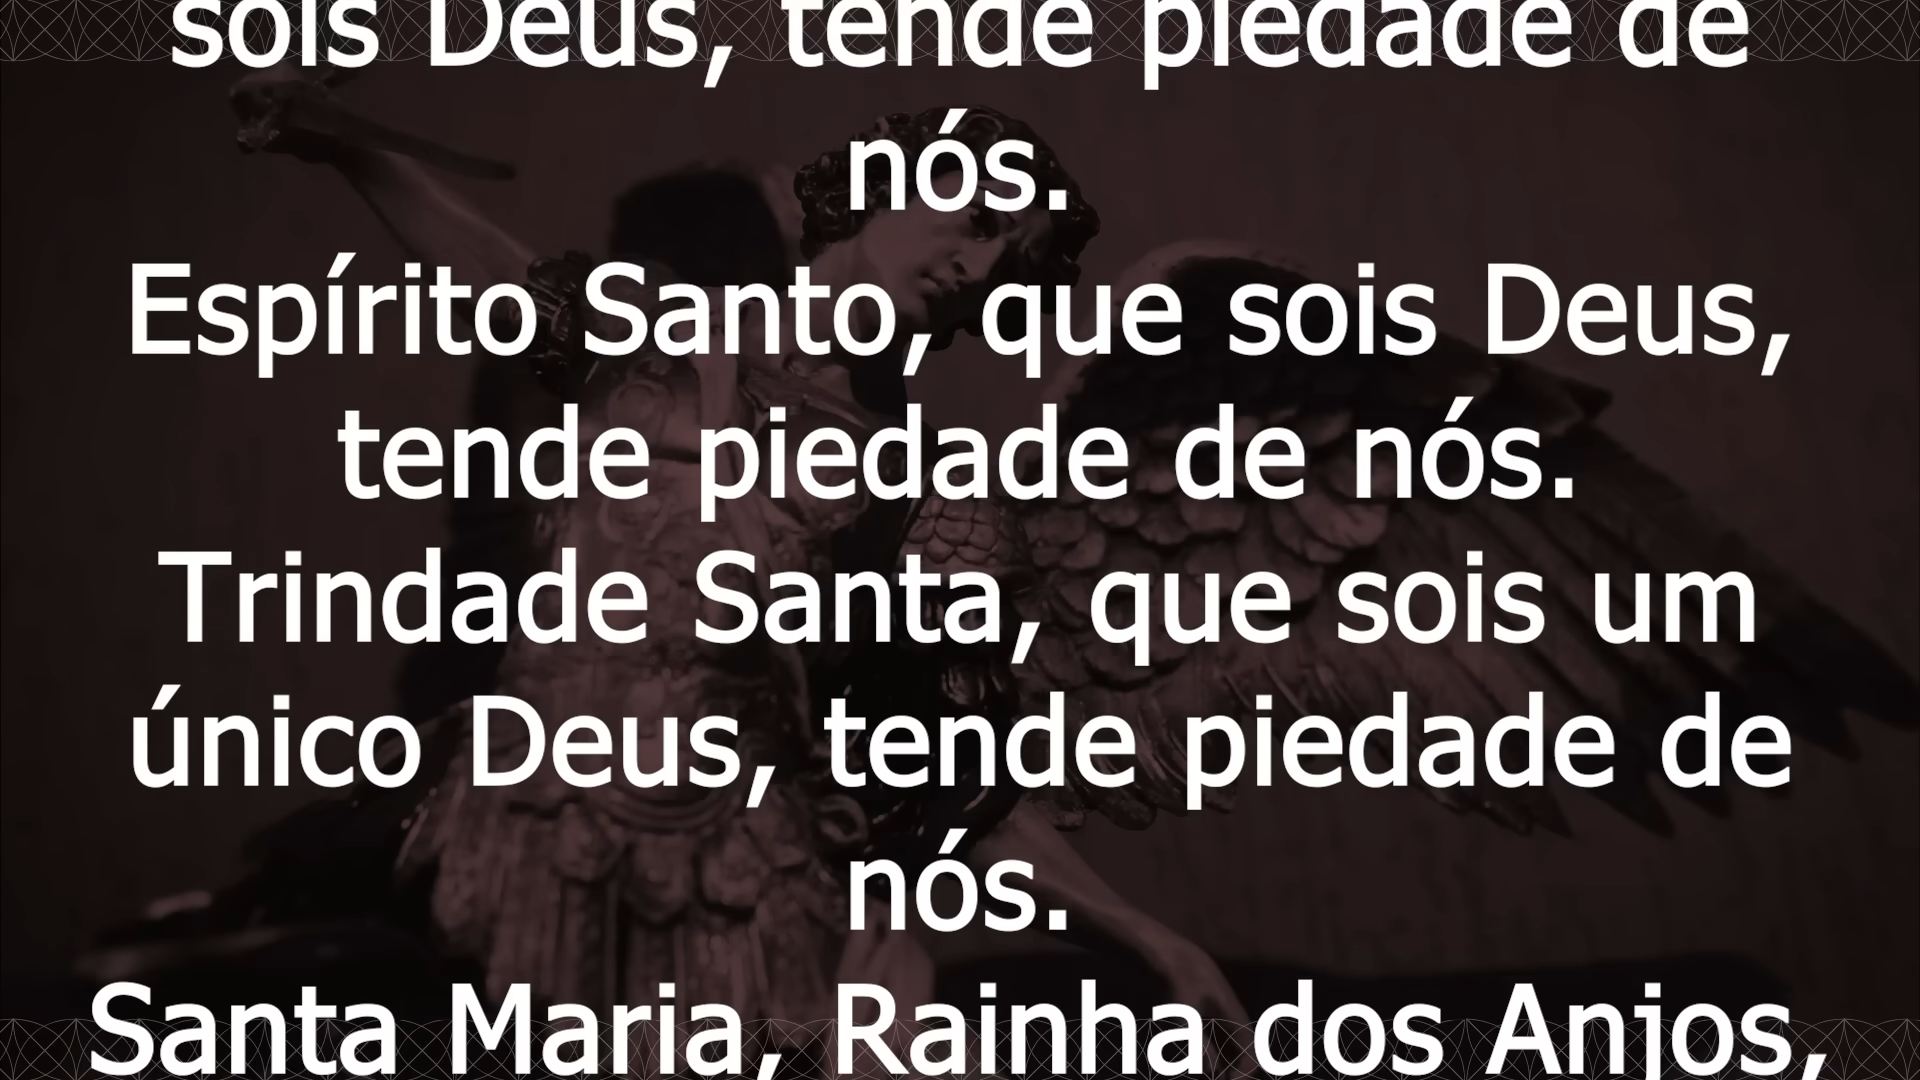 sois Deus, tende piedade de
nós.
Espírito Santo, que sois Deus,
tende piedade de nós.
Trindade Santa, que sois um
único Deus, tende piedade de
nós.
Santa Maria, Rainha dos Anjos,